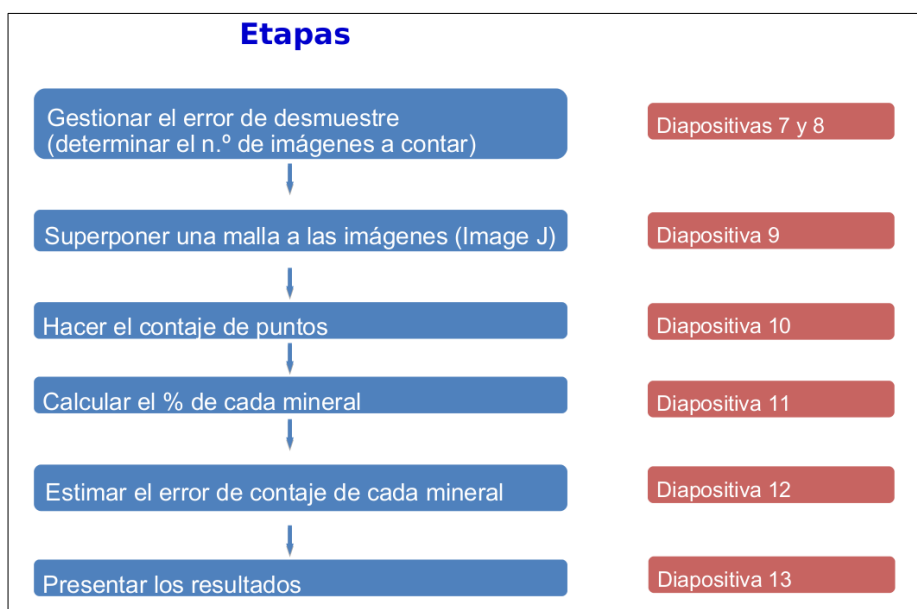 Etapas
Gestionar el error de desmuestre
(determinar el n.º de imágenes a contar)
Diapositivas 7 y 8
Superponer una malla a las imágenes (Image J)
Diapositiva 9
Hacer el contaje de puntos
Diapositiva 10
Calcular el % de cada mineral
Diapositiva 11
Estimar el error de contaje de cada mineral
Diapositiva 12
Presentar los resultados
Diapositiva 13